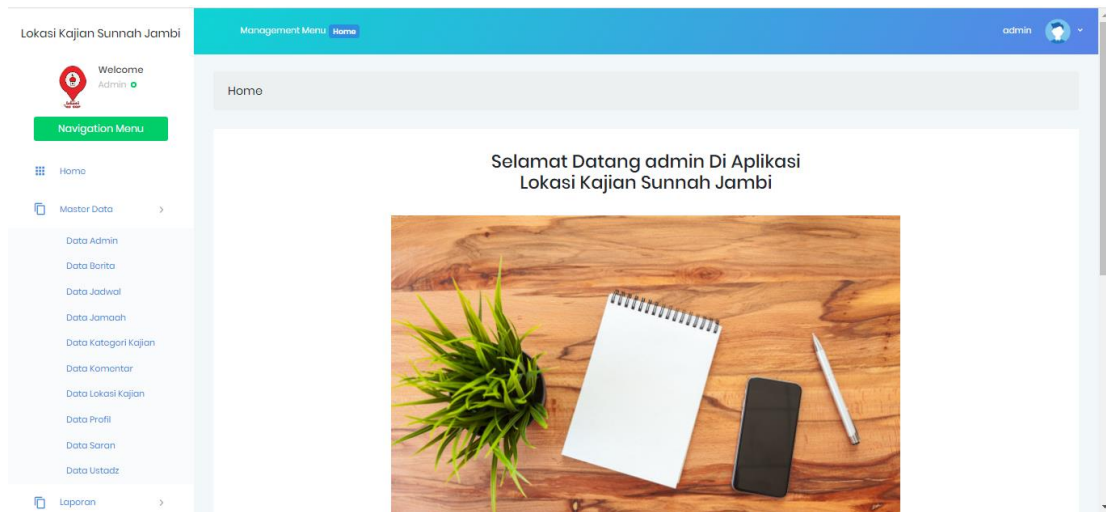 Lokasi Kajian Sunnah Jambi
Management Menu Home
admin
Welcome
Admin
Navigation Menu
Home
Master Data
Data Admin
Data Berita
Data Jadwal
Data Jamaah
Data Kategori Kajian
Data Komentar
Data Lokasi Kajian
Data Profil
Data Saran
Data Ustadz
Laporan
Home
Selamat Datang admin Di Aplikasi
Lokasi Kajian Sunnah Jambi